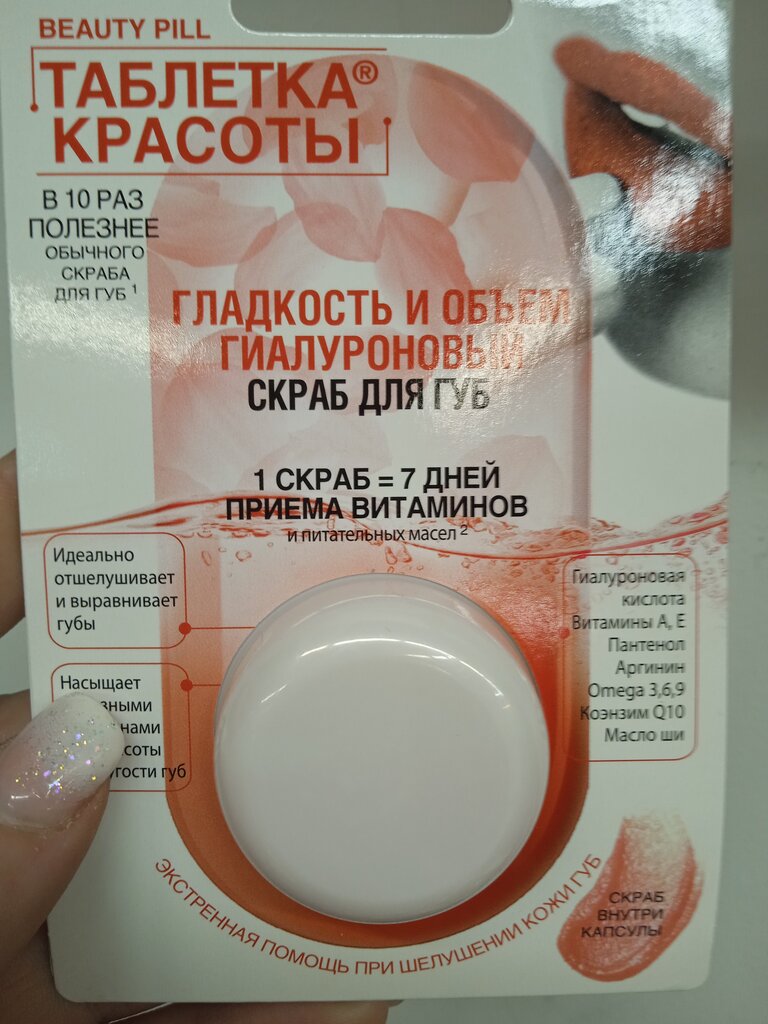 BEAUTY PILL
ТАБЛЕТКА®
КРАСОТЫ
В 10 РАЗ
ПОЛЕЗНЕЕ
ОБЫЧНОГО
СКРАБА
ДЛЯ ГУБ 1
ГЛАДКОСТЬ И ОБЪЕМ
ГИАЛУРОНОВЫЙ
СКРАБ ДЛЯ ГУБ
1 СКРАБ = 7 ДНЕЙ
ПРИЕМА ВИТАМИНОВ
и питательных масел 2
Идеально
отшелушивает
и выравнивает
губы
Насыщает
губ
Гиалуроновая
кислота
Витамины А, Е
Пантенол
Аргинин
Omega 3,6,9
Коэнзим Q10
Масло ши
ЭКСТРЕННАЯ ПОМОЩЬ ПРИ ШЕЛУШЕНИИ КОЖИ ГУБ
СКРАБ
ВНУТРИ
КАПСУЛЫ